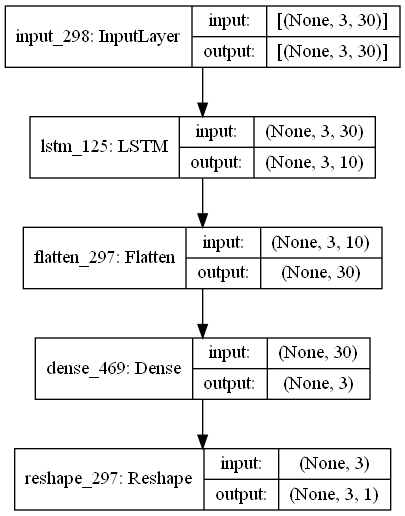 input_298: InputLayer
input: [(None, 3, 30)]
output: [(None, 3, 30)]
lstm_125: LSTM
input: (None, 3, 30)
output: (None, 3, 10)
flatten_297: Flatten
input: (None, 3, 10)
output: (None, 30)
dense_469: Dense
input: (None, 30)
output: (None, 3)
reshape_297: Reshape
input: (None, 3)
output: (None, 3, 1)